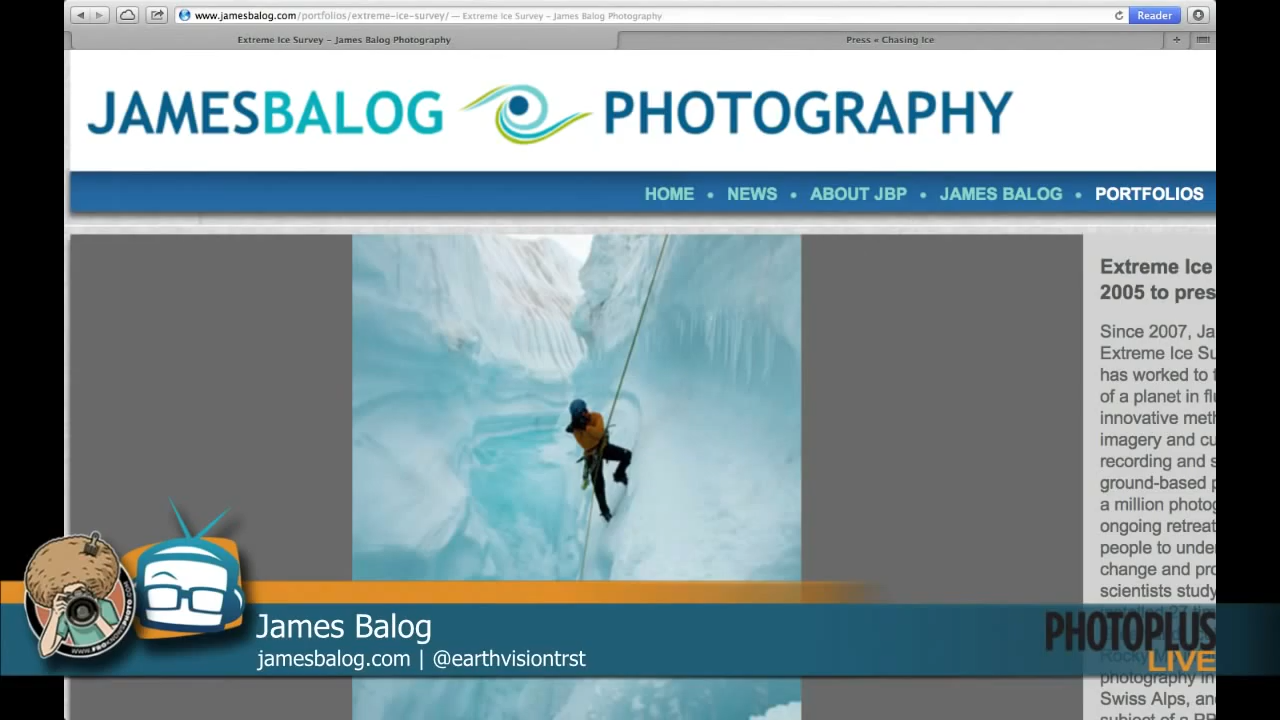 www.jamesbalog.com/portfolios/extreme-ice-survey/ — Extreme Ice Survey – James Balog Photography
Reader
Extreme Ice Survey – James Balog Photography
Press « Chasing Ice
JAMESBALOG PHOTOGRAPHY
HOME • NEWS • ABOUT JBP • JAMES BALOG • PORTFOLIOS
Extreme Ice
2005 to pres
Since 2007, Ja
Extreme Ice Su
has worked to
of a planet in flu
innovative meth
imagery and cu
recording and s
ground-based p
a million photog
ongoing retreat
people to unde
change and pro
scientists study
James Balog
jamesbalog.com | @earthvisiontrst
PHOTOPLUS
LIVE
photography in
Swiss Alps, and